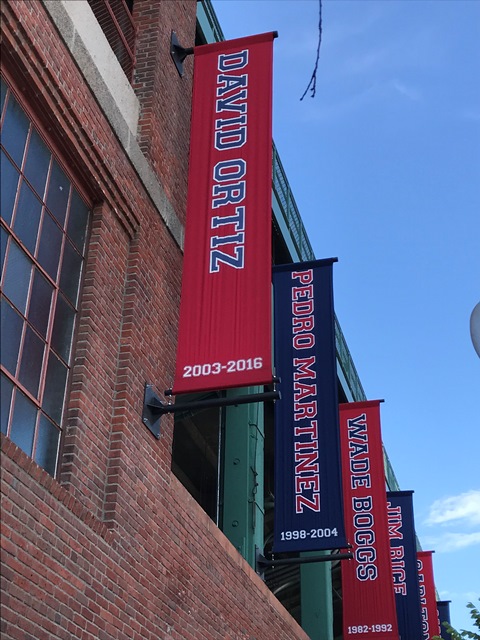 DAVID ORTIZ
2003-2016
PEDRO MARTINEZ
1998-2004
WADE BOGGS
1982-1992
JIM RICE